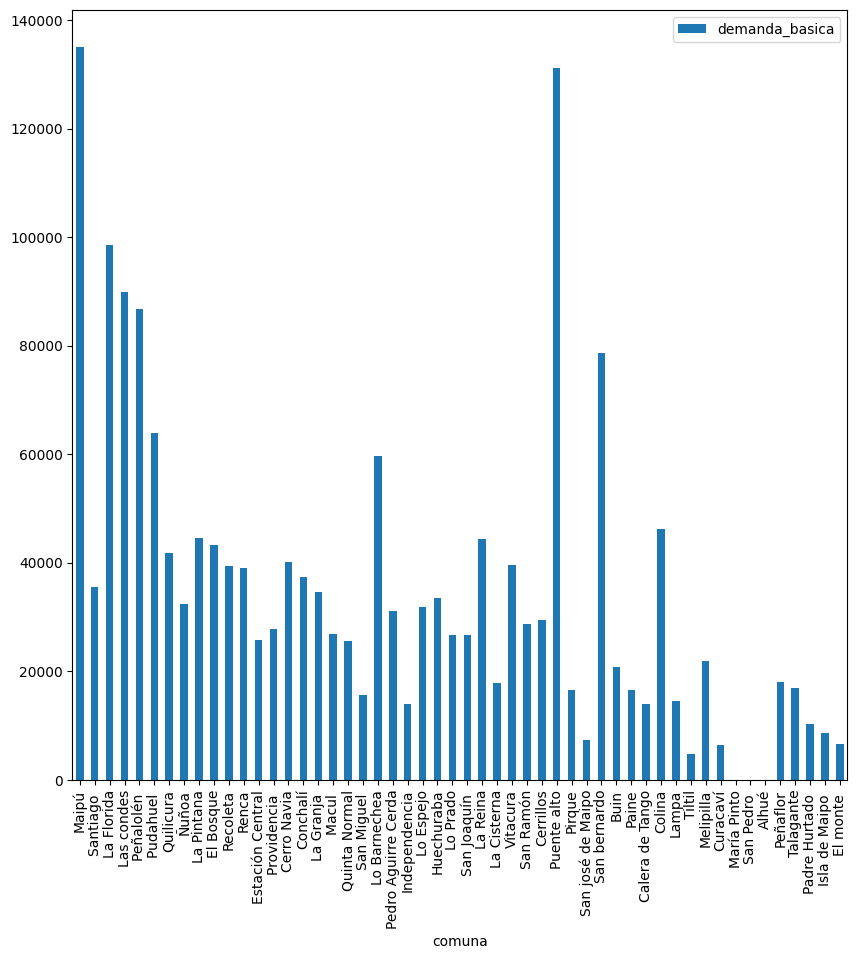 demanda_basica
140000
120000
100000
80000
60000
40000
20000
0
Maipú
Santiago
La Florida
Las condes
Peñalolén
Pudahuel
Quilicura
Ñuñoa
La Pintana
El Bosque
Recoleta
Renca
Estación Central
Providencia
Cerro Navia
Conchalí
La Granja
Macul
Quinta Normal
San Miguel
Lo Barnechea
Pedro Aguirre Cerda
Independencia
Lo Espejo
Huechuraba
Lo Prado
San Joaquín
La Reina
La Cisterna
Vitacura
San Ramón
Cerrillos
Puente alto
Pirque
San josé de Maipo
San bernardo
Buin
Paine
Calera de Tango
Colina
Lampa
Tiltil
Melipilla
Curacaví
María Pinto
San Pedro
Alhué
Peñaflor
Talagante
Padre Hurtado
Isla de Maipo
El monte
comuna